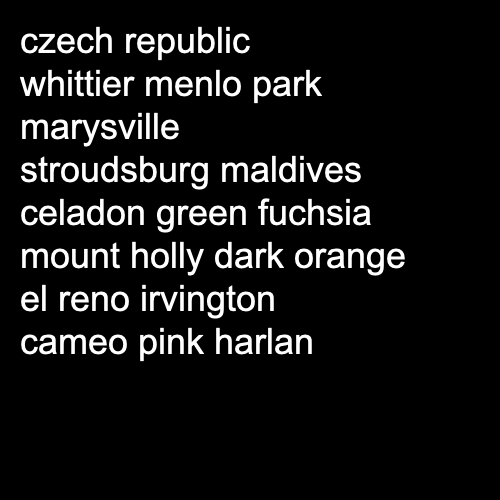 czech republic
whittier menlo park
marysville
stroudsburg maldives
celadon green fuchsia
mount holly dark orange
el reno irvington
cameo pink harlan